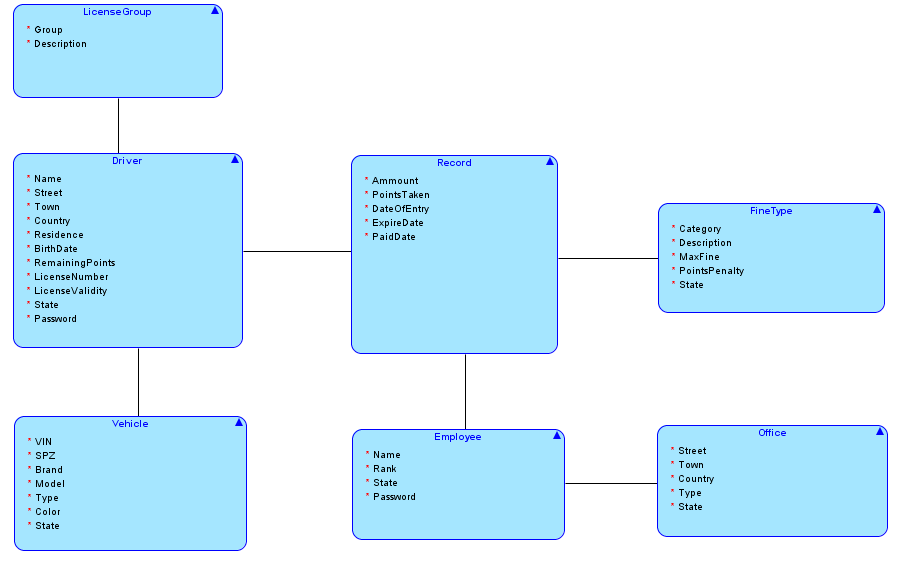 LicenseGroup
* Group
* Description
Driver
* Name
* Street
* Town
* Country
* Residence
* BirthDate
* RemainingPoints
* LicenseNumber
* LicenseValidity
* State
* Password
Record
* Ammount
* PointsTaken
* DateOfEntry
* ExpireDate
* PaidDate
FineType
* Category
* Description
* MaxFine
* PointsPenalty
* State
Vehicle
* VIN
* SPZ
* Brand
* Model
* Type
* Color
* State
Employee
* Name
* Rank
* State
* Password
Office
* Street
* Town
* Country
* Type
* State